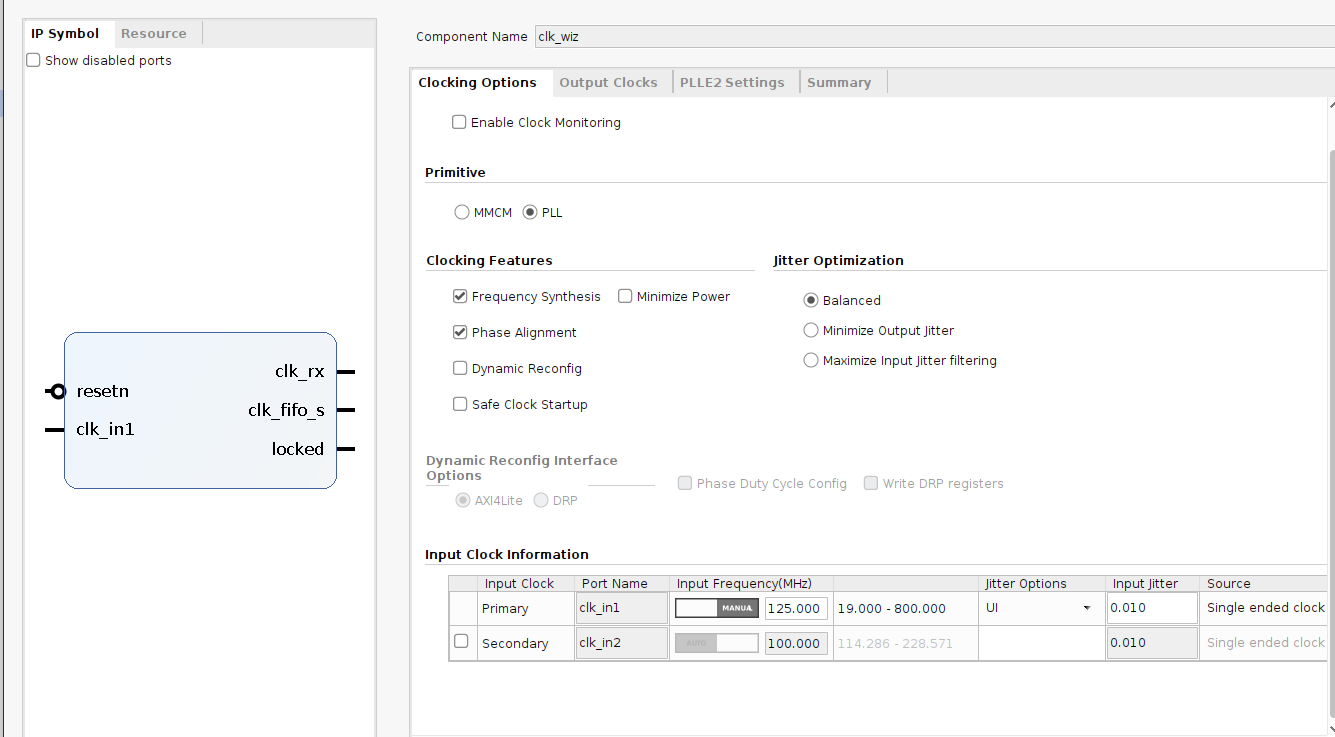 IP Symbol Resource
Show disabled ports
resetn
clk_in1
clk_rx
clk_fifo_s
locked
Component Name clk_wiz
Clocking Options Output Clocks PLLE2 Settings Summary
Enable Clock Monitoring
Primitive
MMCM PLL
Clocking Features
Frequency Synthesis Minimize Power
Phase Alignment
Dynamic Reconfig
Safe Clock Startup
Jitter Optimization
Balanced
Minimize Output Jitter
Maximize Input Jitter filtering
Dynamic Reconfig Interface
Options
AXI4Lite DRP
Phase Duty Cycle Config Write DRP registers
Input Clock Information
Input Clock Port Name Input Frequency(MHz) Jitter Options Input Jitter Source
Primary clk_in1 MANUA 125.000 19.000 - 800.000 UI 0.010 Single ended clock
Secondary clk_in2 AUTO 100.000 114.286 - 228.571 0.010 Single ended clock